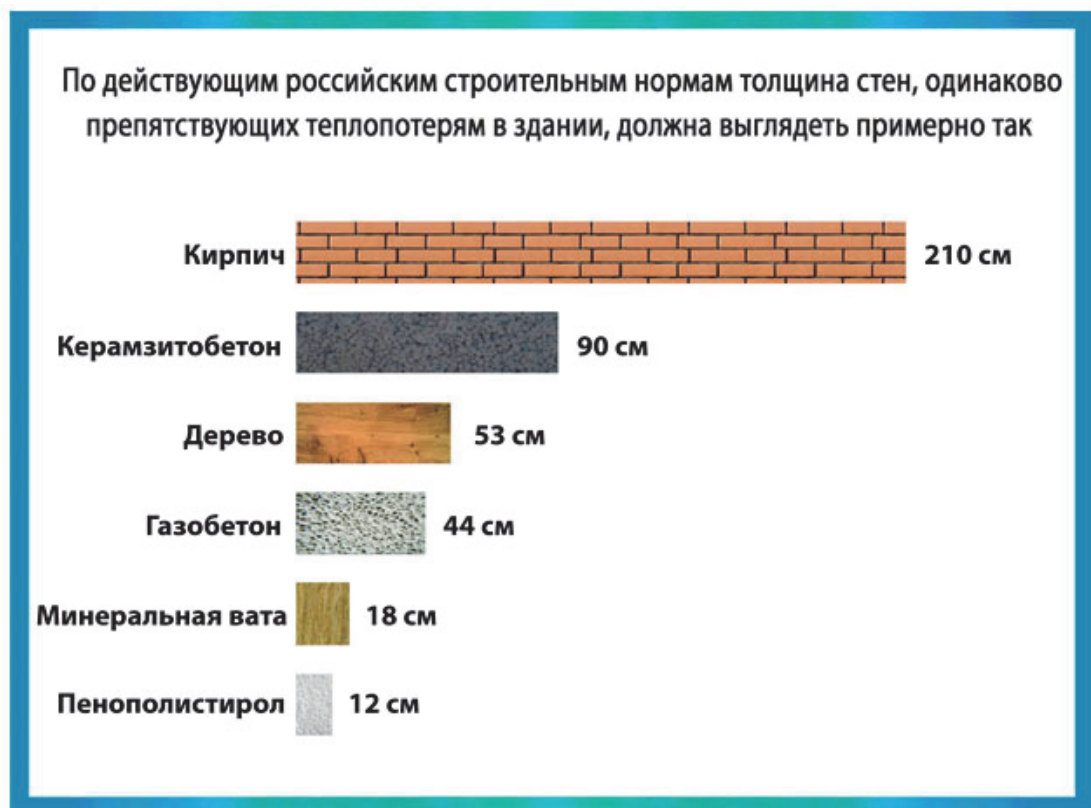 По действующим российским строительным нормам толщина стен, одинаково
препятствующих теплопотерям в здании, должна выглядеть примерно так
Кирпич 210 см
Керамзитобетон 90 см
Дерево 53 см
Газобетон 44 см
Минеральная вата 18 см
Пенополистирол 12 см